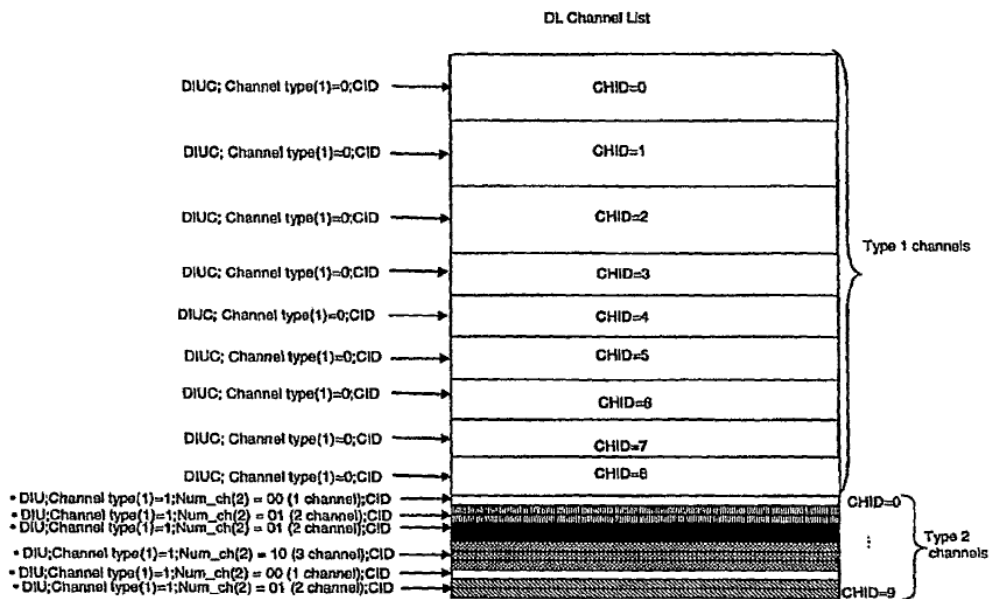 DL Channel List
DIUC; Channel type(1)=0;CID
CHID=0
DIUC; Channel type(1)=0;CID
CHID=1
DIUC; Channel type(1)=0;CID
CHID=2
Type 1 channels
DIUC; Channel type(1)=0;CID
CHID=3
DIUC; Channel type(1)=0;CID
CHID=4
DIUC; Channel type(1)=0;CID
CHID=5
DIUC; Channel type(1)=0;CID
CHID=6
DIUC; Channel type(1)=0;CID
CHID=7
DIUC; Channel type(1)=0;CID
CHID=8
• DIU;Channel type(1)=1;Num_ch(2) = 00 (1 channel);CID
CHID=0
• DIU;Channel type(1)=1;Num_ch(2) = 01 (2 channel);CID
• DIU;Channel type(1)=1;Num_ch(2) = 01 (2 channel);CID
Type 2
channels
⋮
• DIU;Channel type(1)=1;Num_ch(2) = 10 (3 channel);CID
• DIU;Channel type(1)=1;Num_ch(2) = 00 (1 channel);CID
• DIU;Channel type(1)=1;Num_ch(2) = 01 (2 channel);CID
CHID=9